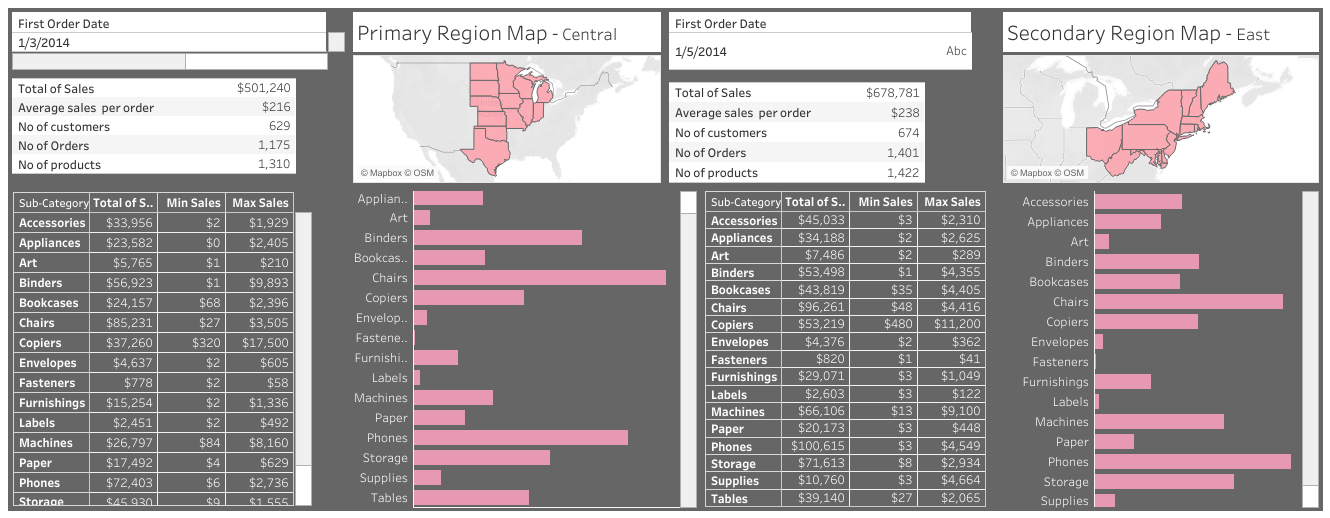 First Order Date
1/3/2014
Total of Sales $501,240
Average sales per order $216
No of customers 629
No of Orders 1,175
No of products 1,310
Sub-Category Total of S.. Min Sales Max Sales
Accessories $33,956 $2 $1,929
Appliances $23,582 $0 $2,405
Art $5,765 $1 $210
Binders $56,923 $1 $9,893
Bookcases $24,157 $68 $2,396
Chairs $85,231 $27 $3,505
Copiers $37,260 $320 $17,500
Envelopes $4,637 $2 $605
Fasteners $778 $2 $58
Furnishings $15,254 $2 $1,336
Labels $2,451 $2 $492
Machines $26,797 $84 $8,160
Paper $17,492 $4 $629
Phones $72,403 $6 $2,736
Storage $45,930 $9 $1,555
Primary Region Map - Central
© Mapbox © OSM
Applian..
Art
Binders
Bookcas..
Chairs
Copiers
Envelop..
Fastene..
Furnishi..
Labels
Machines
Paper
Phones
Storage
Supplies
Tables
First Order Date
1/5/2014 Abc
Total of Sales $678,781
Average sales per order $238
No of customers 674
No of Orders 1,401
No of products 1,422
Sub-Category Total of S.. Min Sales Max Sales
Accessories $45,033 $3 $2,310
Appliances $34,188 $2 $2,625
Art $7,486 $2 $289
Binders $53,498 $1 $4,355
Bookcases $43,819 $35 $4,405
Chairs $96,261 $48 $4,416
Copiers $53,219 $480 $11,200
Envelopes $4,376 $2 $362
Fasteners $820 $1 $41
Furnishings $29,071 $3 $1,049
Labels $2,603 $3 $122
Machines $66,106 $13 $9,100
Paper $20,173 $3 $448
Phones $100,615 $3 $4,549
Storage $71,613 $8 $2,934
Supplies $10,760 $3 $4,664
Tables $39,140 $27 $2,065
Secondary Region Map - East
© Mapbox © OSM
Accessories
Appliances
Art
Binders
Bookcases
Chairs
Copiers
Envelopes
Fasteners
Furnishings
Labels
Machines
Paper
Phones
Storage
Supplies